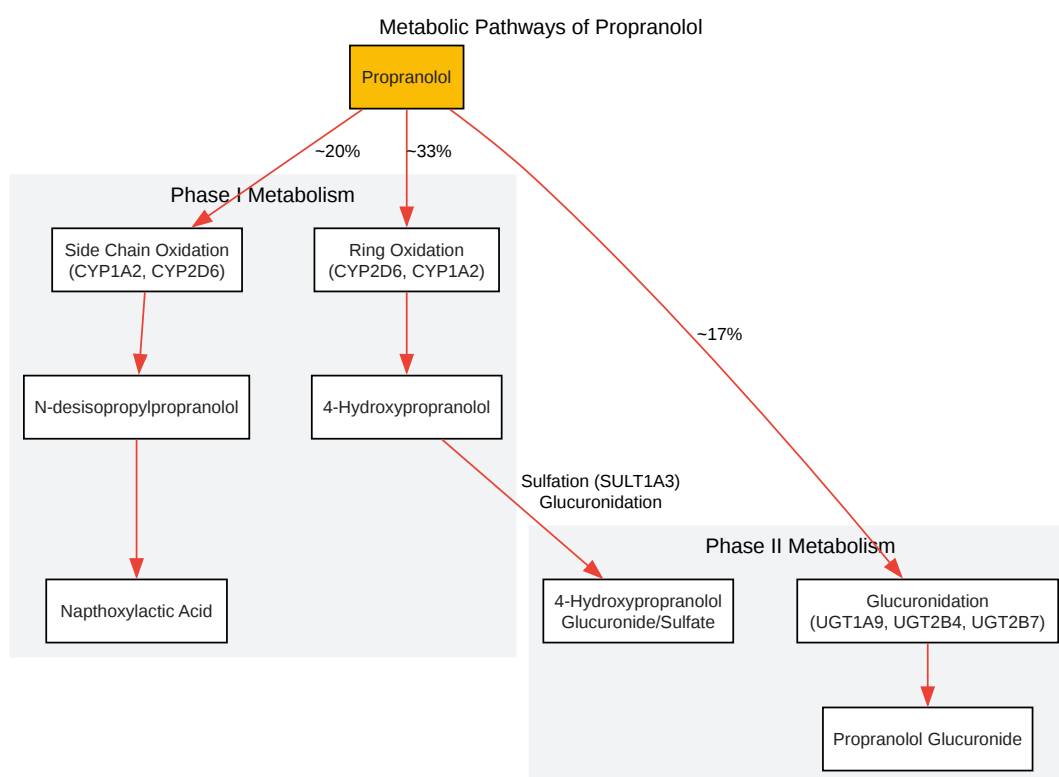 Metabolic Pathways of Propranolol
Propranolol
~20%
~33%
Phase I Metabolism
Side Chain Oxidation
(CYP1A2, CYP2D6)
Ring Oxidation
(CYP2D6, CYP1A2)
~17%
N-desisopropylpropranolol
4-Hydroxypropranolol
Sulfation (SULT1A3)
Glucuronidation
Phase II Metabolism
Napthoxylactic Acid
4-Hydroxypropranolol
Glucuronide/Sulfate
Glucuronidation
(UGT1A9, UGT2B4, UGT2B7)
Propranolol Glucuronide